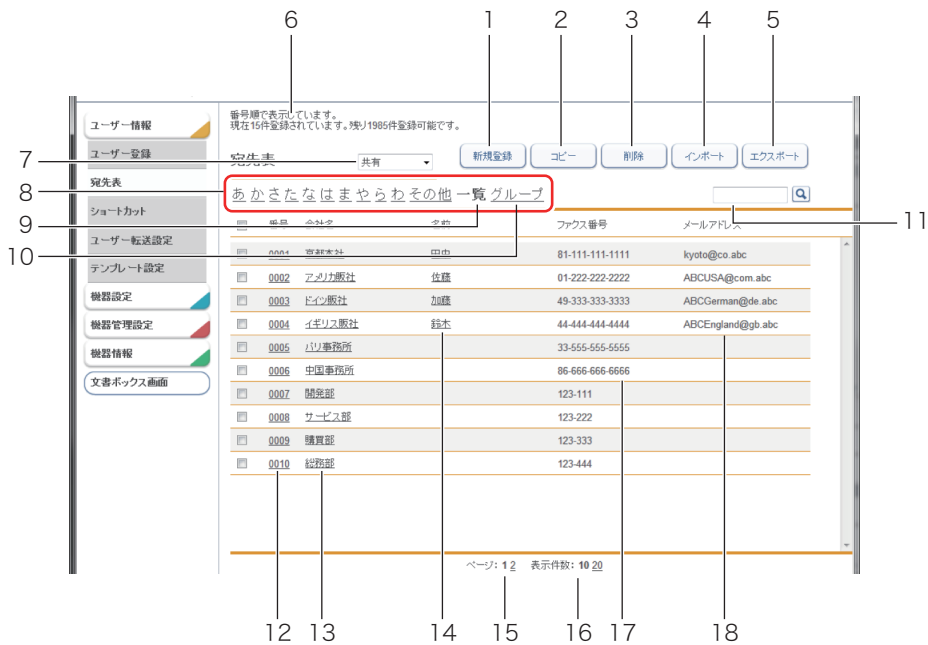 6 1 2 3 4 5
番号順で表示しています。
現在15件登録されています。残り1985件登録可能です。
ユーザー情報
ユーザー登録
宛先表
ショートカット
ユーザー転送設定
テンプレート設定
機器設定
機器管理設定
機器情報
文書ボックス画面
7 宛先表 共有 新規登録 コピー 削除 インポート エクスポート
8 あ か さ た な は ま や ら わ その他 一覧 グループ
9 番号 会社名 名前 ファクス番号 メールアドレス 11
10 0001 京都本社 田中 81-111-111-1111 kyoto@co.abc
0002 アメリカ販社 佐藤 01-222-222-2222 ABCUSA@com.abc
0003 ドイツ販社 加藤 49-333-333-3333 ABCGerman@de.abc
0004 イギリス販社 鈴木 44-444-444-4444 ABCEngland@gb.abc
0005 パリ事務所 33-555-555-5555
0006 中国事務所 86-666-666-6666
0007 開発部 123-111
0008 サービス部 123-222
0009 購買部 123-333
0010 総務部 123-444
ページ: 1 2 表示件数: 10 20
12 13 14 15 16 17 18